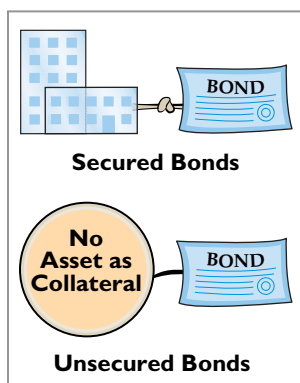 BOND
Secured Bonds
No
Asset as
Collateral
BOND
Unsecured Bonds